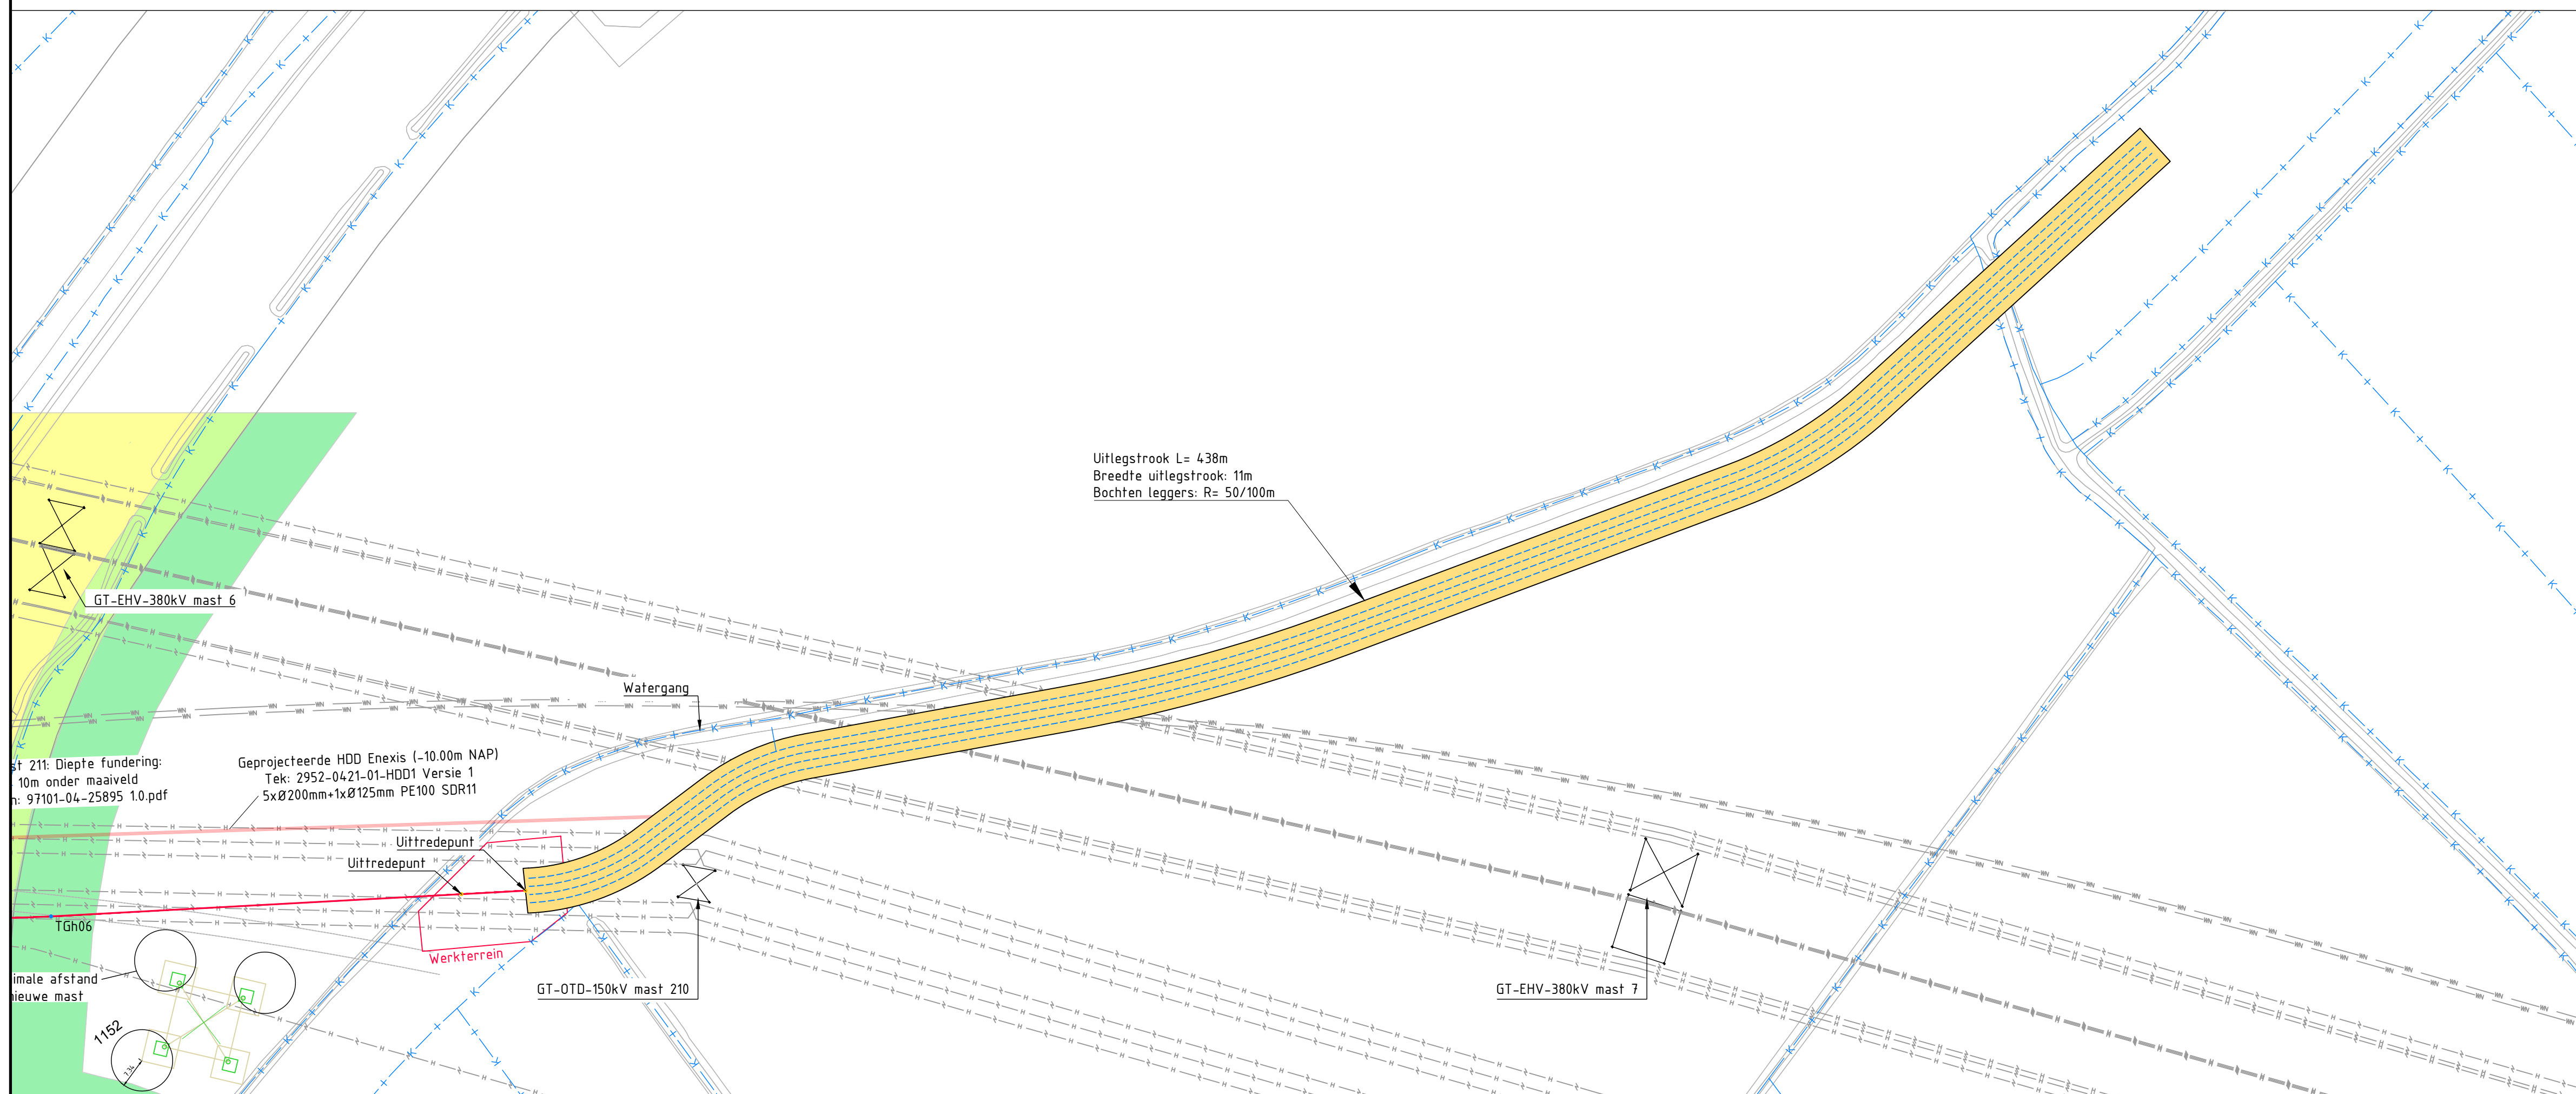 Uitlegstrook L= 438m
Breedte uitlegstrook: 11m
Bochten leggers: R= 50/100m
GT-EHV-380kV mast 6
Watergang
Geprojecteerde HDD Enexis (-10.00m NAP)
Tek: 2952-0421-01-HDD1 Versie 1
5xØ200mm+1xØ125mm PE100 SDR11
st 211: Diepte fundering:
10m onder maaiveld
n: 97101-04-25895 1.0.pdf
Uittredepunt
Uittredepunt
TGh06
Werkterrein
GT-OTD-150kV mast 210
GT-EHV-380kV mast 7
imale afstand
nieuwe mast
1152